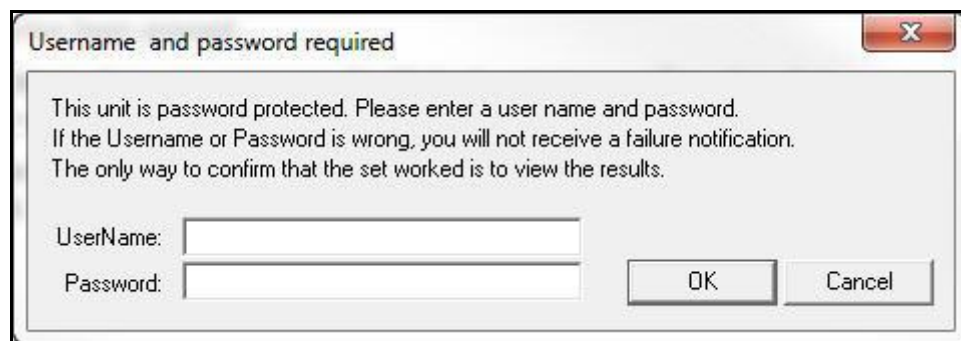 Username  and password required
This unit is password protected. Please enter a user name and password.
If the Username or Password is wrong, you will not receive a failure notification.
The only way to confirm that the set worked is to view the results.
UserName:
Password:
OK
Cancel